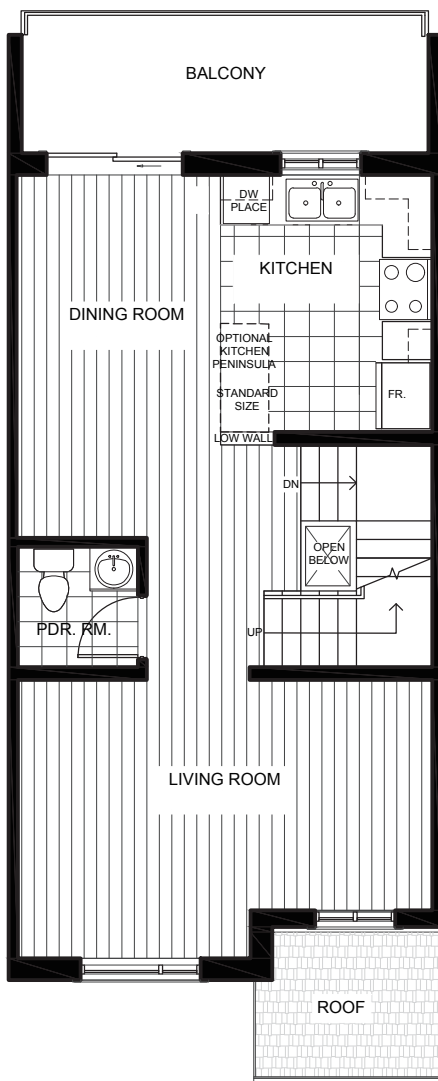 BALCONY
DW
PLACE
KITCHEN
DINING ROOM
OPTIONAL
KITCHEN
PENINSULA
STANDARD
SIZE
FR.
LOW WALL
DN
OPEN
BELOW
PDR. RM.
UP
LIVING ROOM
ROOF